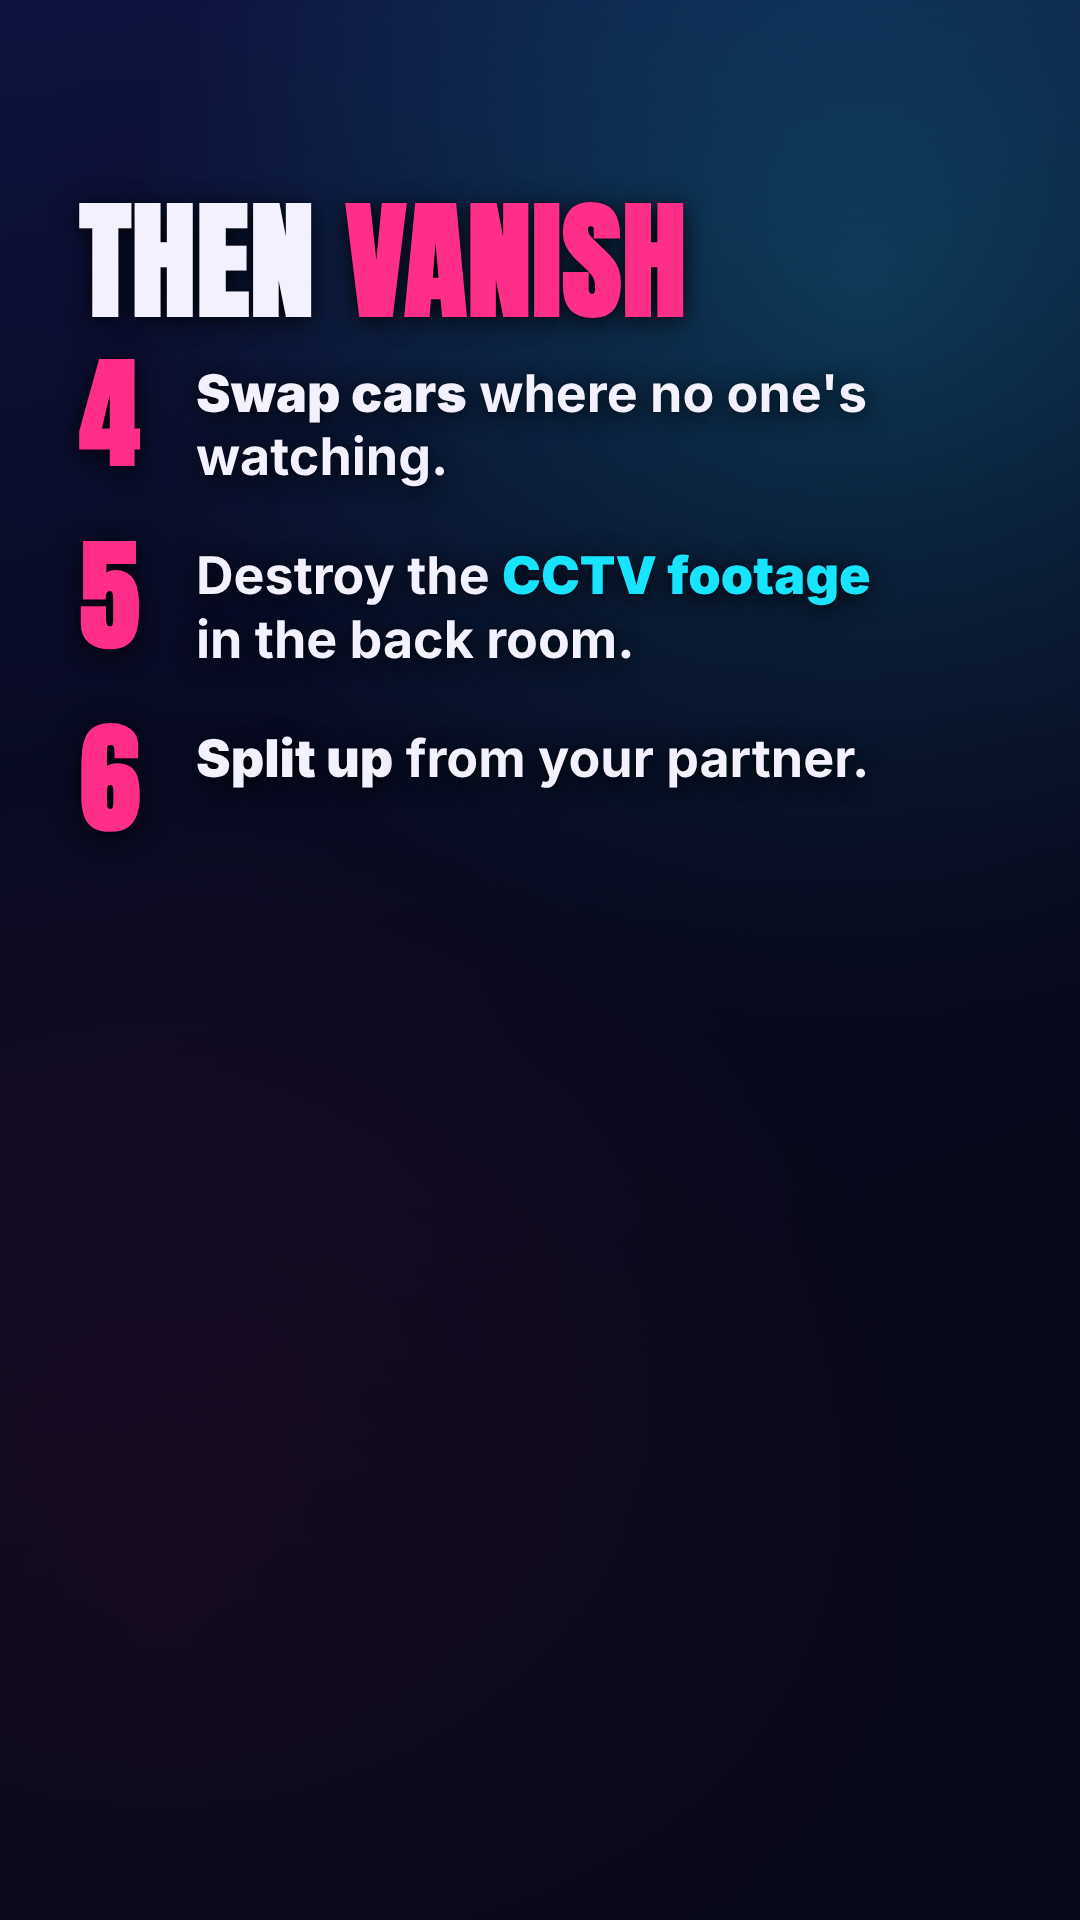 THEN VANISH
4 Swap cars where no one's
watching.
5 Destroy the CCTV footage
in the back room.
6 Split up from your partner.